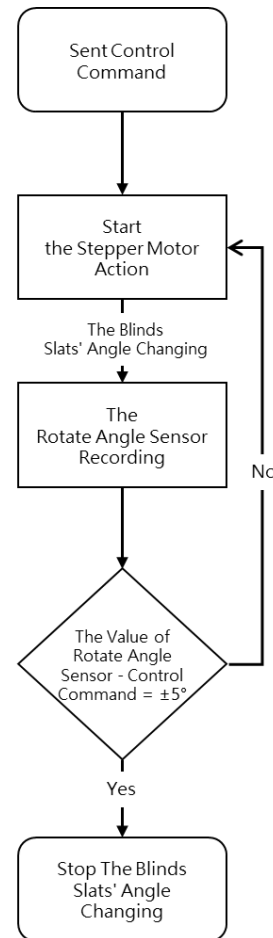 Sent Control
Command
Start
the Stepper Motor
Action
The Blinds
Slats' Angle Changing
The
Rotate Angle Sensor
Recording
No
The Value of
Rotate Angle
Sensor - Control
Command = ±5°
Yes
Stop The Blinds
Slats' Angle
Changing